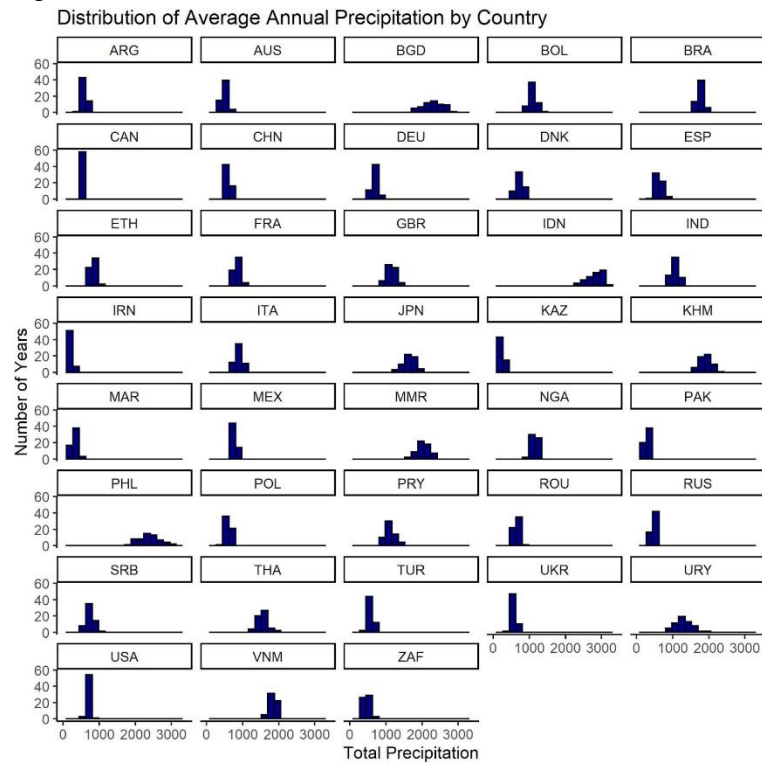 Distribution of Average Annual Precipitation by Country
ARG AUS BGD BOL BRA
60
40
20
0
CAN CHN DEU DNK ESP
60
40
20
0
ETH FRA GBR IDN IND
60
40
20
0
IRN ITA JPN KAZ KHM
60
40
20
0
MAR MEX MMR NGA PAK
60
40
20
0
PHL POL PRY ROU RUS
60
40
20
0
SRB THA TUR UKR URY
60
40
20
0
0 1000 2000 3000 0 1000 2000 3000
USA VNM ZAF
60
40
20
0
0 1000 2000 3000 0 1000 2000 3000 0 1000 2000 3000
Number of Years
Total Precipitation